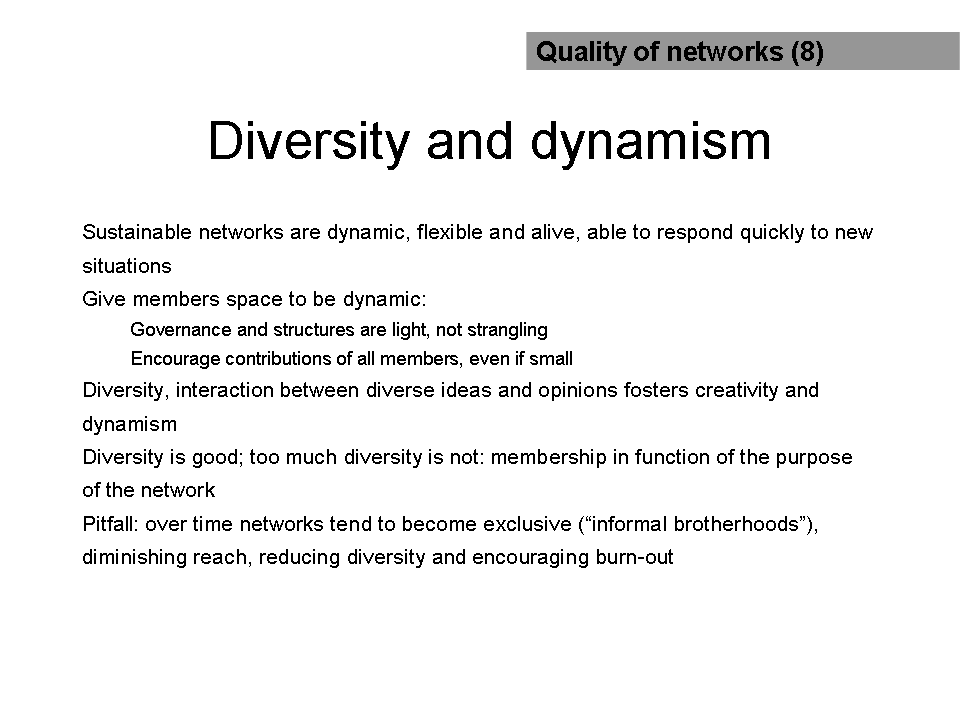 Quality of networks (8)
Diversity and dynamism
Sustainable networks are dynamic, flexible and alive, able to respond quickly to new
situations
Give members space to be dynamic:
Governance and structures are light, not strangling
Encourage contributions of all members, even if small
Diversity, interaction between diverse ideas and opinions fosters creativity and
dynamism
Diversity is good; too much diversity is not: membership in function of the purpose
of the network
Pitfall: over time networks tend to become exclusive (“informal brotherhoods”),
diminishing reach, reducing diversity and encouraging burn-out